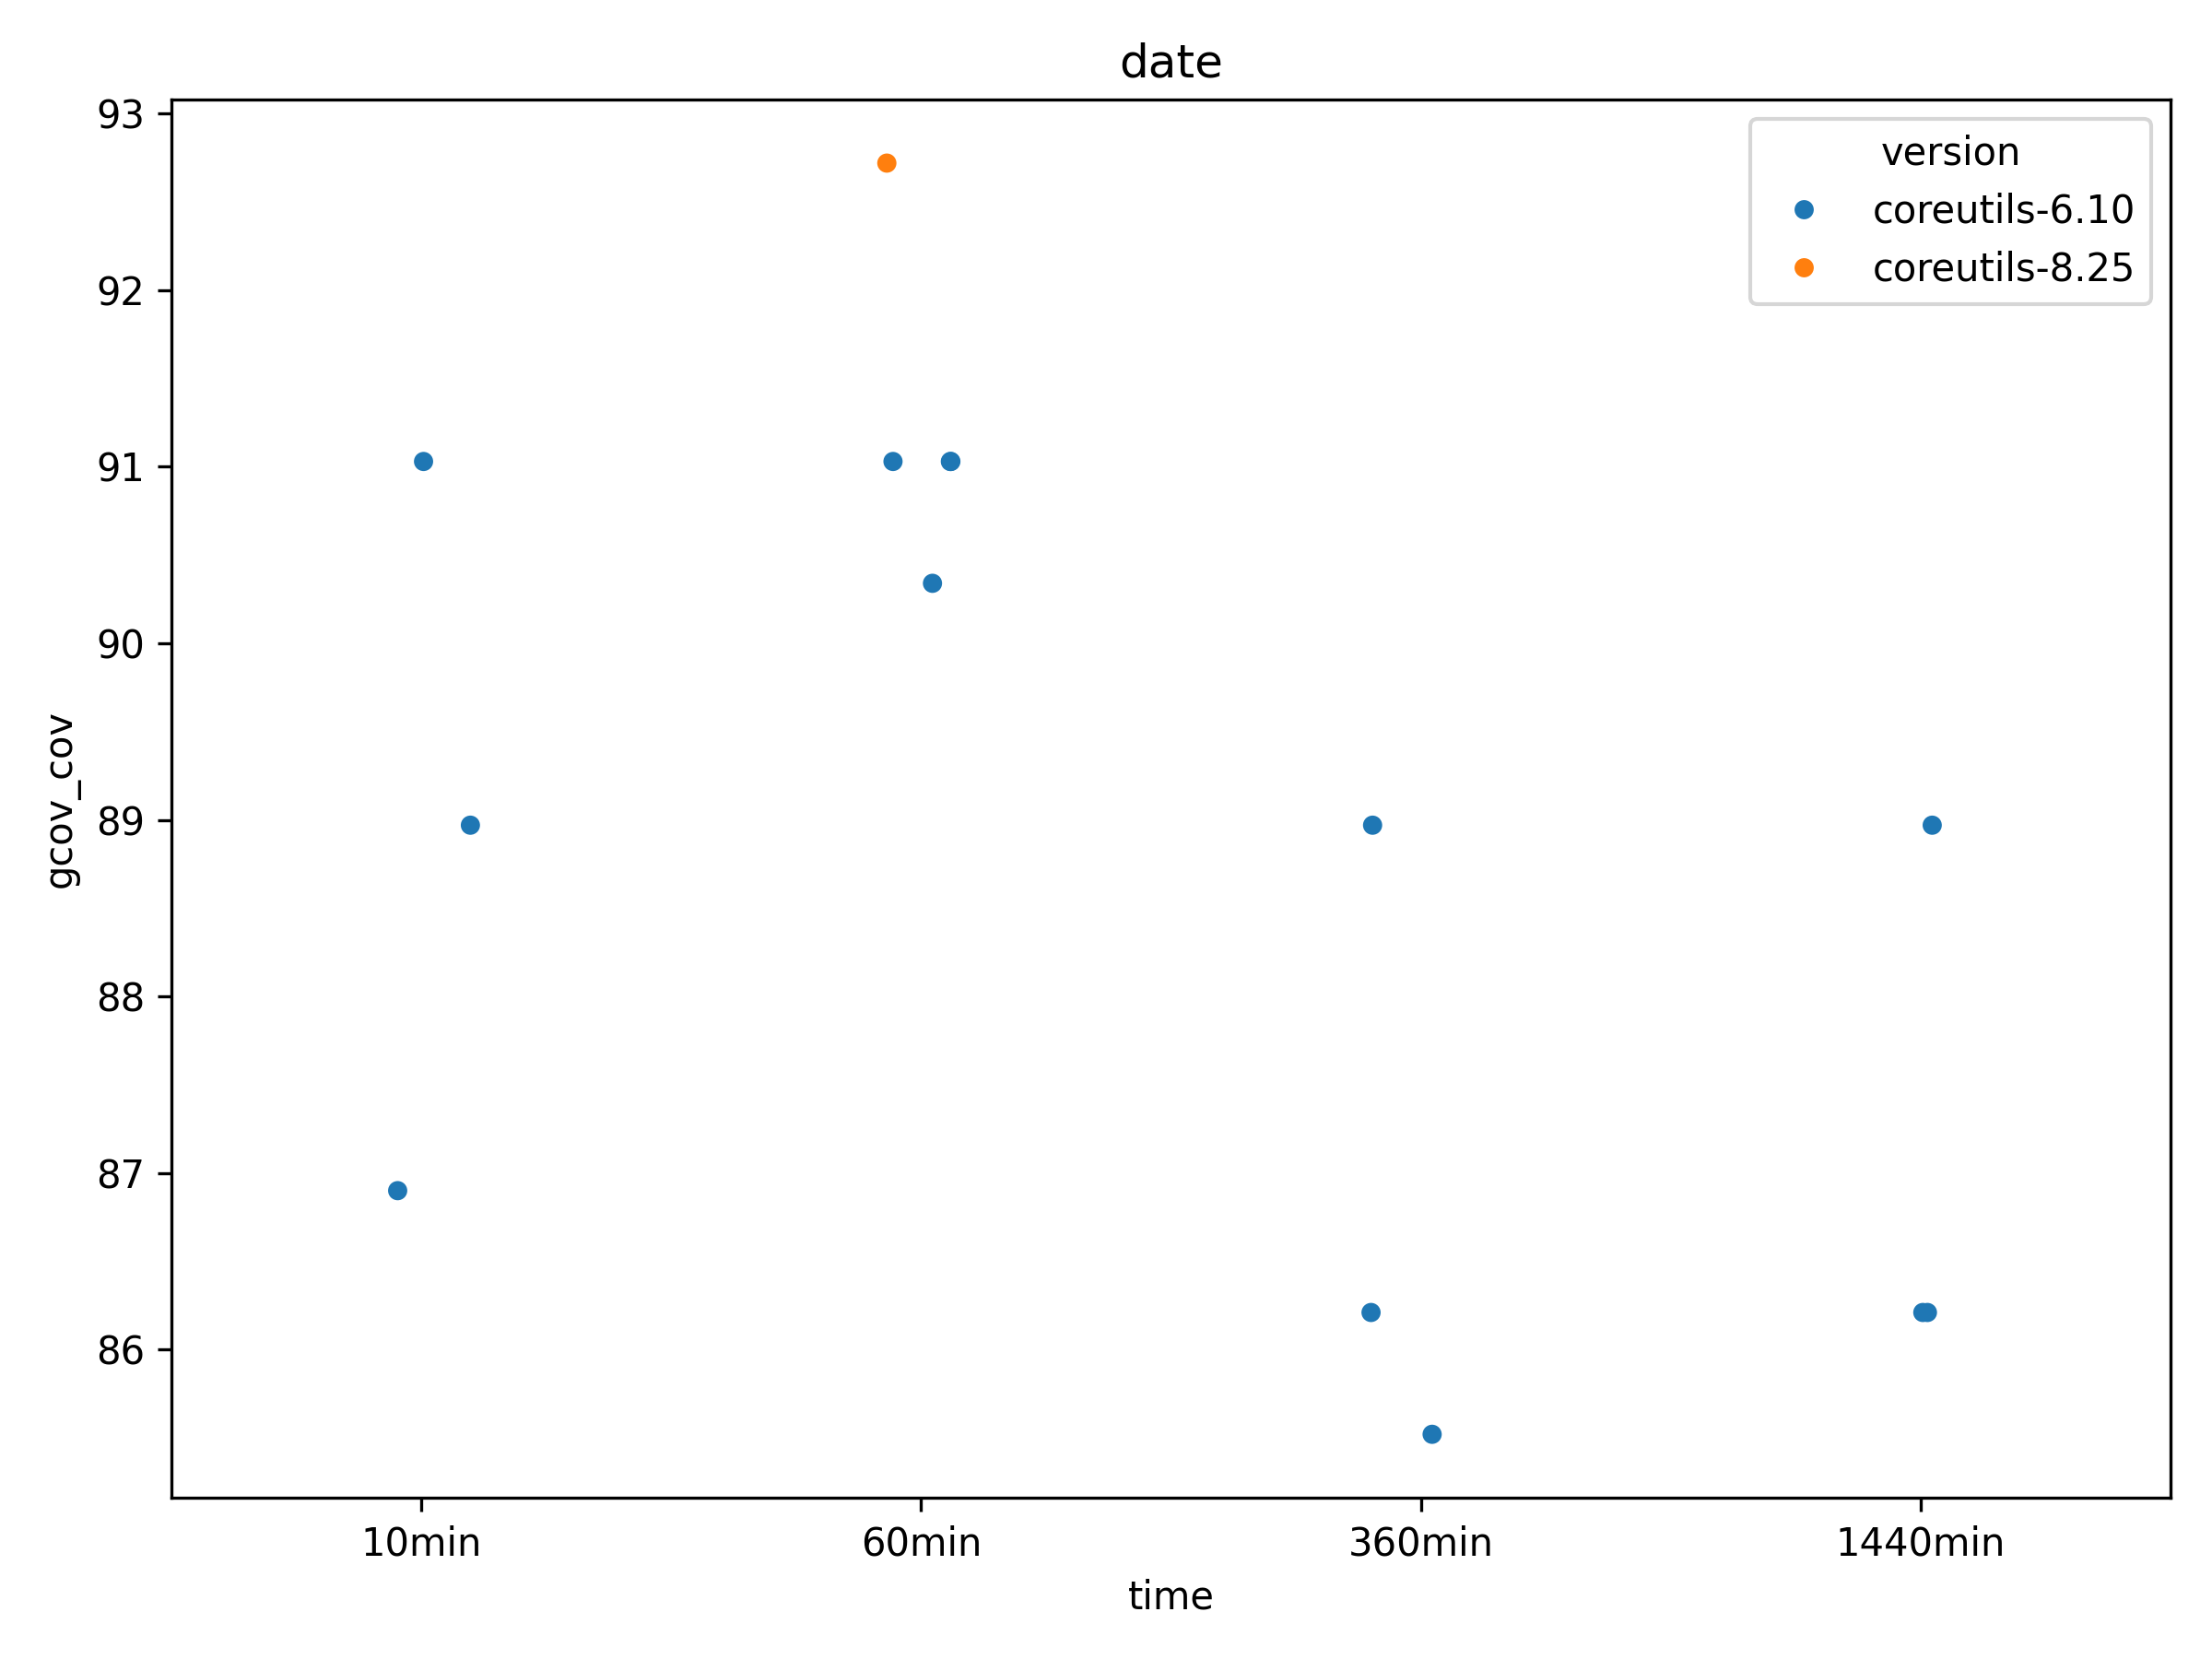 date
93
92
91
90
89
88
87
86
gcov_cov
version
coreutils-6.10
coreutils-8.25
10min
60min
360min
1440min
time